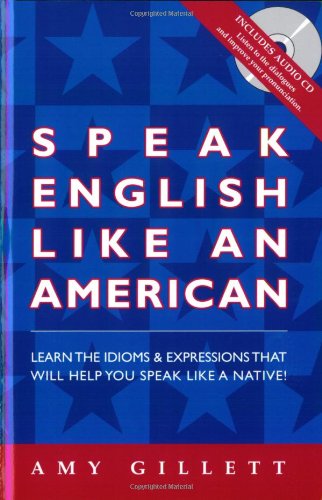 INCLUDES AUDIO CD
Listen to the dialogues
and improve your pronunciation.
SPEAK
ENGLISH
LIKE AN
AMERICAN
LEARN THE IDIOMS & EXPRESSIONS THAT
WILL HELP YOU SPEAK LIKE A NATIVE!
AMY GILLETT